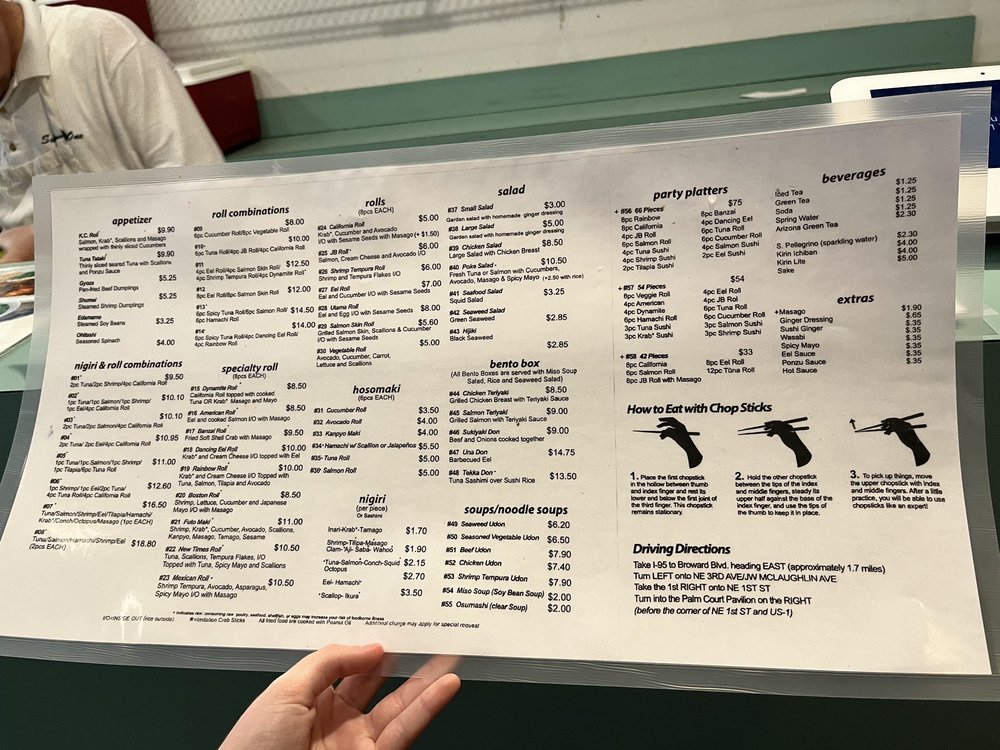 appetizer
K.C. Roll* $9.90
Salmon, Krab*, Scallions and Masago
wrapped with thinly sliced Cucumbers
Tuna Tataki* $9.90
Thinly sliced seared Tuna with Scallions
and Ponzu Sauce
Gyoza $5.25
Pan-fried Beef Dumplings
Shumai $5.25
Steamed Shrimp Dumplings
Edamame $3.25
Steamed Soy Beans
Ohitashi $4.00
Seasoned Spinach
nigiri & roll combinations
#01* $9.50
2pc Tuna/2pc Shrimp/4pc California Roll
#02* $10.10
1pc Tuna/1pc Salmon/1pc Shrimp/
1pc Eel/4pc California Roll
#03* $10.10
2pc Tuna/2pc Salmon/4pc California Roll
#04 $10.95
2pc Tuna/ 2pc Eel/4pc California Roll
#05* $11.00
1pc Tuna/1pc Salmon/1pc Shrimp/
1pc Tilapia/6pc Tuna Roll
#06* $12.60
1pc Shrimp/1pc Eel/2pc Tuna/
4pc Tuna Roll/4pc California Roll
#07* $16.50
Tuna/Salmon/Shrimp/Eel/Tilapia/Hamachi/
Krab*/Conch/Octopus/Masago (1pc EACH)
#08* $18.80
Tuna/Salmon/Hamachi/Shrimp/Eel
(2pcs EACH)
roll combinations
#09 $8.00
8pc Cucumber Roll/8pc Vegetable Roll
#10* $10.00
6pc Tuna Roll/4pc JB Roll/4pc California Roll
#11 $12.50
4pc Eel Roll/4pc Salmon Skin Roll/
4pc Shrimp Tempura Roll/4pc Dynamite Roll*
#12 $12.00
8pc Eel Roll/8pc Salmon Skin Roll
#13* $14.50
6pc Spicy Tuna Roll/6pc Salmon Roll
6pc Hamachi Roll
#14* $14.00
6pc Spicy Tuna Roll/4pc Dancing Eel Roll/
4pc Rainbow Roll
specialty roll
(8pcs EACH)
#15 Dynamite Roll* $8.50
California Roll topped with cooked
Tuna OR Krab* Masago and Mayo
#16 American Roll* $8.50
Eel and cooked Salmon I/O with Masago
#17 Banzai Roll $9.50
Fried Soft Shell Crab with Masago
#18 Dancing Eel Roll $10.00
Krab* and Cream Cheese I/O topped with Eel
#19 Rainbow Roll* $10.00
Krab* and Cream Cheese I/O Topped with
Tuna, Salmon, Tilapia and Avocado
#20 Boston Roll* $8.50
Shrimp, Lettuce, Cucumber and Japanese
Mayo I/O with Masago
#21 Futo Maki* $11.00
Shrimp, Krab*, Cucumber, Avocado, Scallions,
Kanpyo, Masago, Tamago, Sesame
#22 New Times Roll* $10.50
Tuna, Scallions, Tempura Flakes, I/O
Topped with Tuna, Spicy Mayo and Scallions
#23 Mexican Roll* $10.50
Shrimp Tempura, Avocado, Asparagus,
Spicy Mayo I/O with Masago
rolls
(8pcs EACH)
#24 California Roll $5.00
Krab*, Cucumber and Avocado
I/O with Sesame Seeds with Masago (+ $1.50)
#25 JB Roll* $6.00
Salmon, Cream Cheese and Avocado I/O
#26 Shrimp Tempura Roll $6.00
Shrimp and Tempura Flakes I/O
#27 Eel Roll $7.00
Eel and Cucumber I/O with Sesame Seeds
#28 Utama Roll $8.00
Eel and Egg I/O with Sesame Seeds
#29 Salmon Skin Roll $5.60
Grilled Salmon Skin, Scallions & Cucumber
I/O with Sesame Seeds
#30 Vegetable Roll $5.00
Avocado, Cucumber, Carrot,
Lettuce and Scallions
hosomaki
(6pcs EACH)
#31 Cucumber Roll $3.50
#32 Avocado Roll $4.00
#33 Kanpyo Maki $4.00
#34* Hamachi w/ Scallion or Jalapeños $5.50
#35* Tuna Roll $5.00
#36* Salmon Roll $5.00
nigiri
(per piece)
Or Sashimi
Inari-Krab*-Tamago $1.70
Shrimp-Tilipa-Masago
Clam-*Aji- Saba- Wahoo $1.90
*Tuna-Salmon-Conch-Squid $2.15
Octopus
Eel- Hamachi* $2.70
*Scallop- Ikura* $3.50
salad
#37 Small Salad $3.00
Garden salad with homemade ginger dressing
#38 Large Salad $5.00
Garden salad with homemade ginger dressing
#39 Chicken Salad $8.50
Large Salad with Chicken Breast
#40 Poke Salad* $10.50
Fresh Tuna or Salmon with Cucumbers,
Avocado, Masago & Spicy Mayo (+2.50 with rice)
#41 Seafood Salad $3.25
Squid Salad
#42 Seaweed Salad $2.85
Green Seaweed
#43 Hijiki $2.85
Black Seaweed
bento box
(All Bento Boxes are served with Miso Soup
Salad, Rice and Seaweed Salad)
#44 Chicken Teriyaki $8.50
Grilled Chicken Breast with Teriyaki Sauce
#45 Salmon Teriyaki $9.00
Grilled Salmon with Teriyaki Sauce
#46 Sukiyaki Don $9.00
Beef and Onions cooked together
#47 Una Don $14.75
Barbecued Eel
#48 Tekka Don* $13.50
Tuna Sashimi over Sushi Rice
soups/noodle soups
#49 Seaweed Udon $6.20
#50 Seasoned Vegetable Udon $6.50
#51 Beef Udon $7.90
#52 Chicken Udon $7.40
#53 Shrimp Tempura Udon $7.90
#54 Miso Soup (Soy Bean Soup) $2.00
#55 Osumashi (clear Soup) $2.00
party platters
+ #56 66 Pieces $75
8pc Rainbow
8pc California
4pc JB Roll
6pc Salmon Roll
4pc Tuna Sushi
4pc Shrimp Sushi
2pc Tilapia Sushi
8pc Banzai
4pc Dancing Eel
6pc Tuna Roll
6pc Cucumber Roll
4pc Salmon Sushi
2pc Eel Sushi
+ #57 54 Pieces $54
8pc Veggie Roll
4pc American
4pc Dynamite
6pc Hamachi Roll
3pc Tuna Sushi
3pc Krab* Sushi
4pc Eel Roll
4pc JB Rol
6pc Tuna Roll
6pc Cucumber Roll
3pc Salmon Sushi
3pc Shrimp Sushi
+ #58 42 Pieces $33
8pc California
6pc Salmon Roll
8pc JB Roll with Masago
8pc Eel Roll
12pc Tuna Roll
beverages
Iced Tea $1.25
Green Tea $1.25
Soda $1.25
Spring Water $1.25
Arizona Green Tea $2.30
S. Pellegrino (sparkling water) $2.30
Kirin Ichiban $4.00
Kirin Lite $4.00
Sake $5.00
extras
+Masago $1.90
Ginger Dressing $.65
Sushi Ginger $.35
Wasabi $.35
Spicy Mayo $.35
Eel Sauce $.35
Ponzu Sauce $.35
Hot Sauce $.35
How to Eat with Chop Sticks
1. Place the first chopstick
in the hollow between thumb
and index finger and rest its
lower end below the first joint of
the third finger. This chopstick
remains stationary.
2. Hold the other chopstick
between the tips of the index
and middle fingers, steady its
upper half against the base of the
index finger, and use the tips of
the thumb to keep it in place.
3. To pick up things, move
the upper chopstick with index
and middle fingers. After a little
practice, you will be able to use
chopsticks like an expert!
Driving Directions
Take I-95 to Broward Blvd. heading EAST (approximately 1.7 miles)
Turn LEFT onto NE 3RD AVE/JW MCLAUGHLIN AVE
Take the 1st RIGHT onto NE 1ST ST
Turn into the Palm Court Pavilion on the RIGHT
(before the corner of NE 1st ST and US-1)
* indicates raw: consuming raw poultry, seafood, shellfish, or eggs may increase your risk of foodborne illness
I/O=INSIDE OUT (rice outside) *=Imitation Crab Sticks All fried food are cooked with Peanut Oil Additional charge may apply for special request